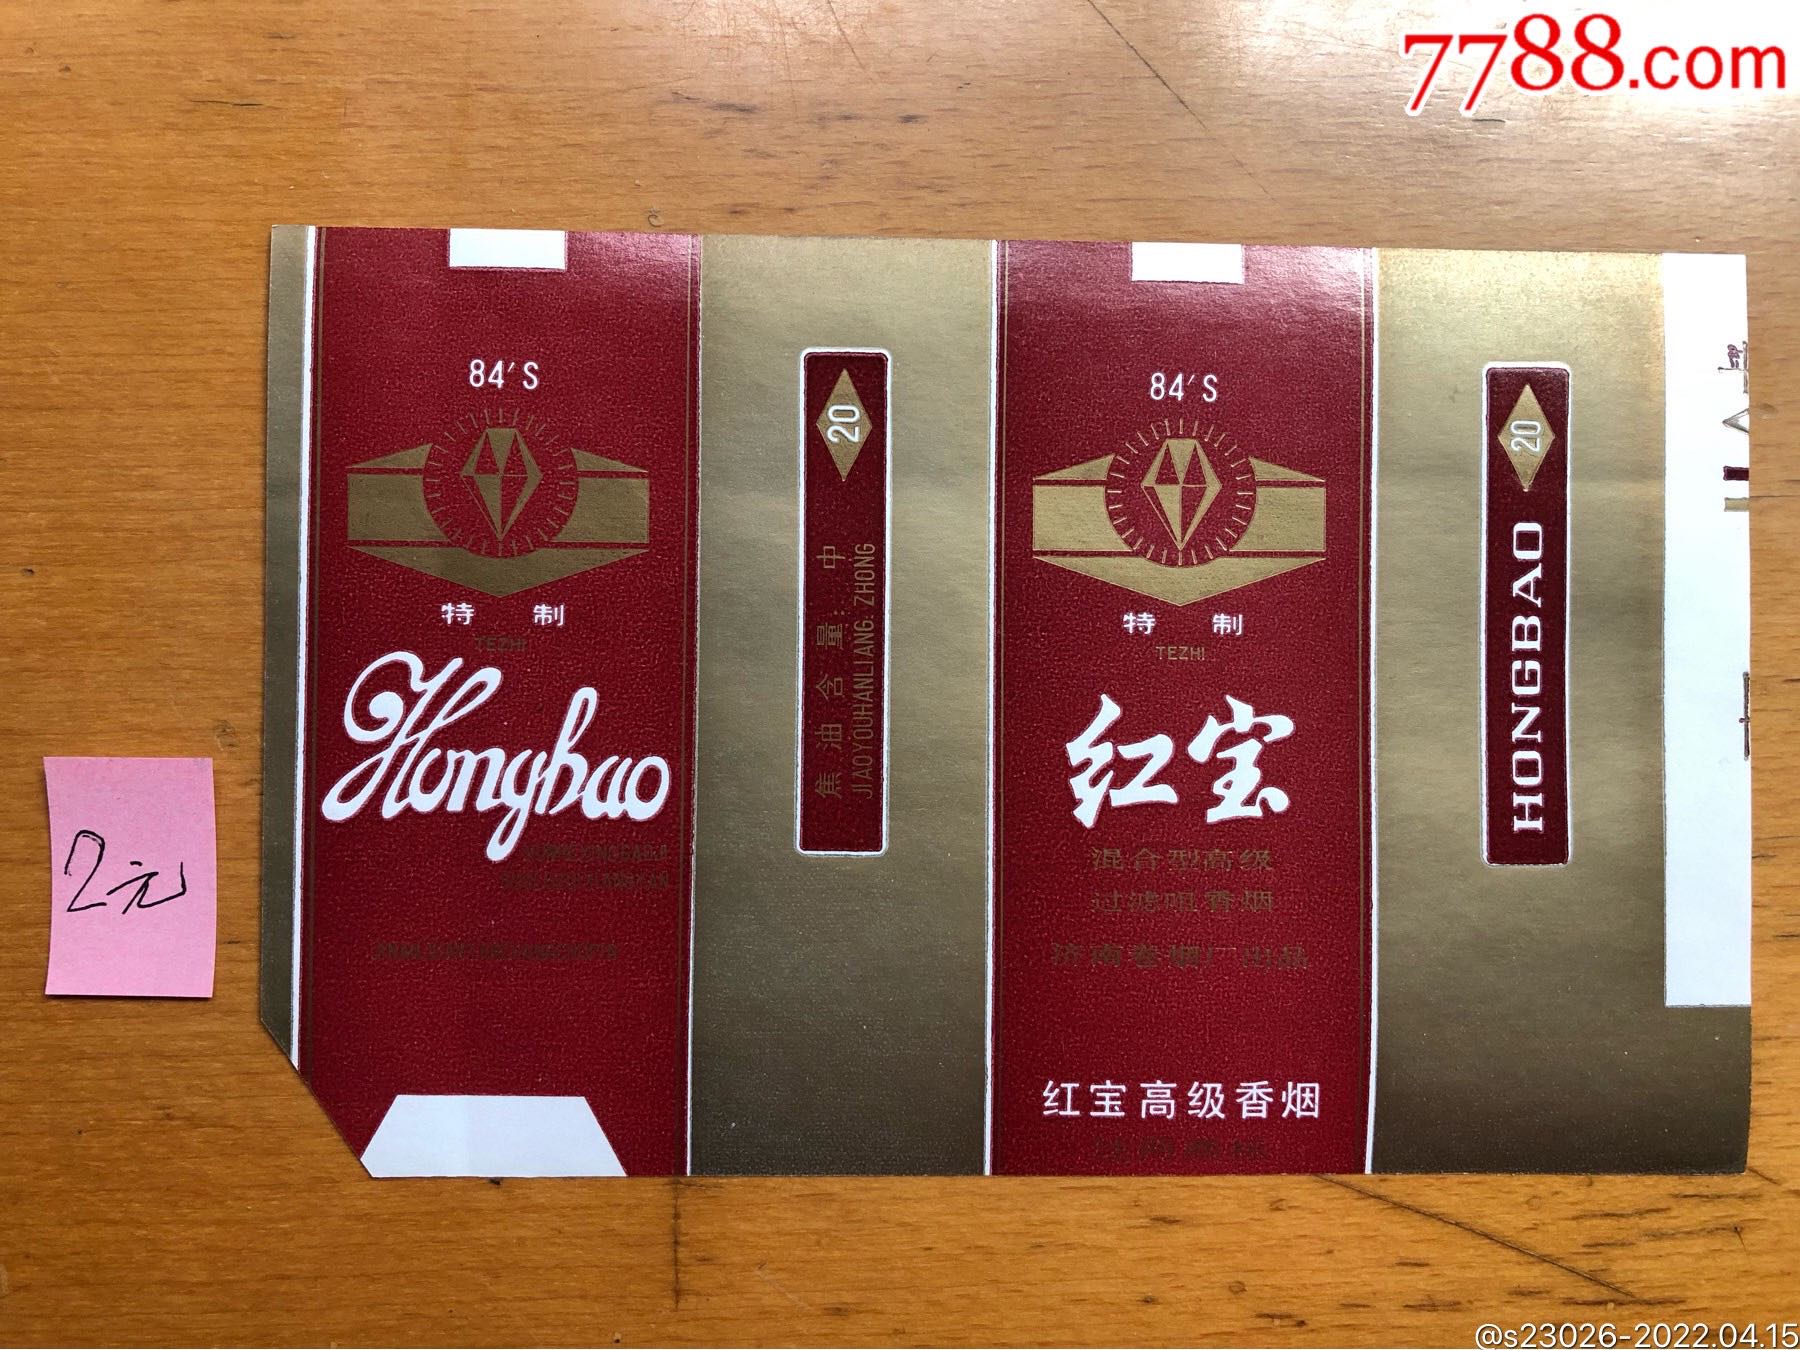 7788.com
84'S
特 制
TEZHI
Hongbao
20
焦油含量:中
JIAOYOUHANLIANG: ZHONG
84'S
特 制
TEZHI
红宝
混合型高级
过滤咀香烟
济南卷烟厂出品
红宝高级香烟
20
HONGBAO
2元
@s23026-2022.04.15